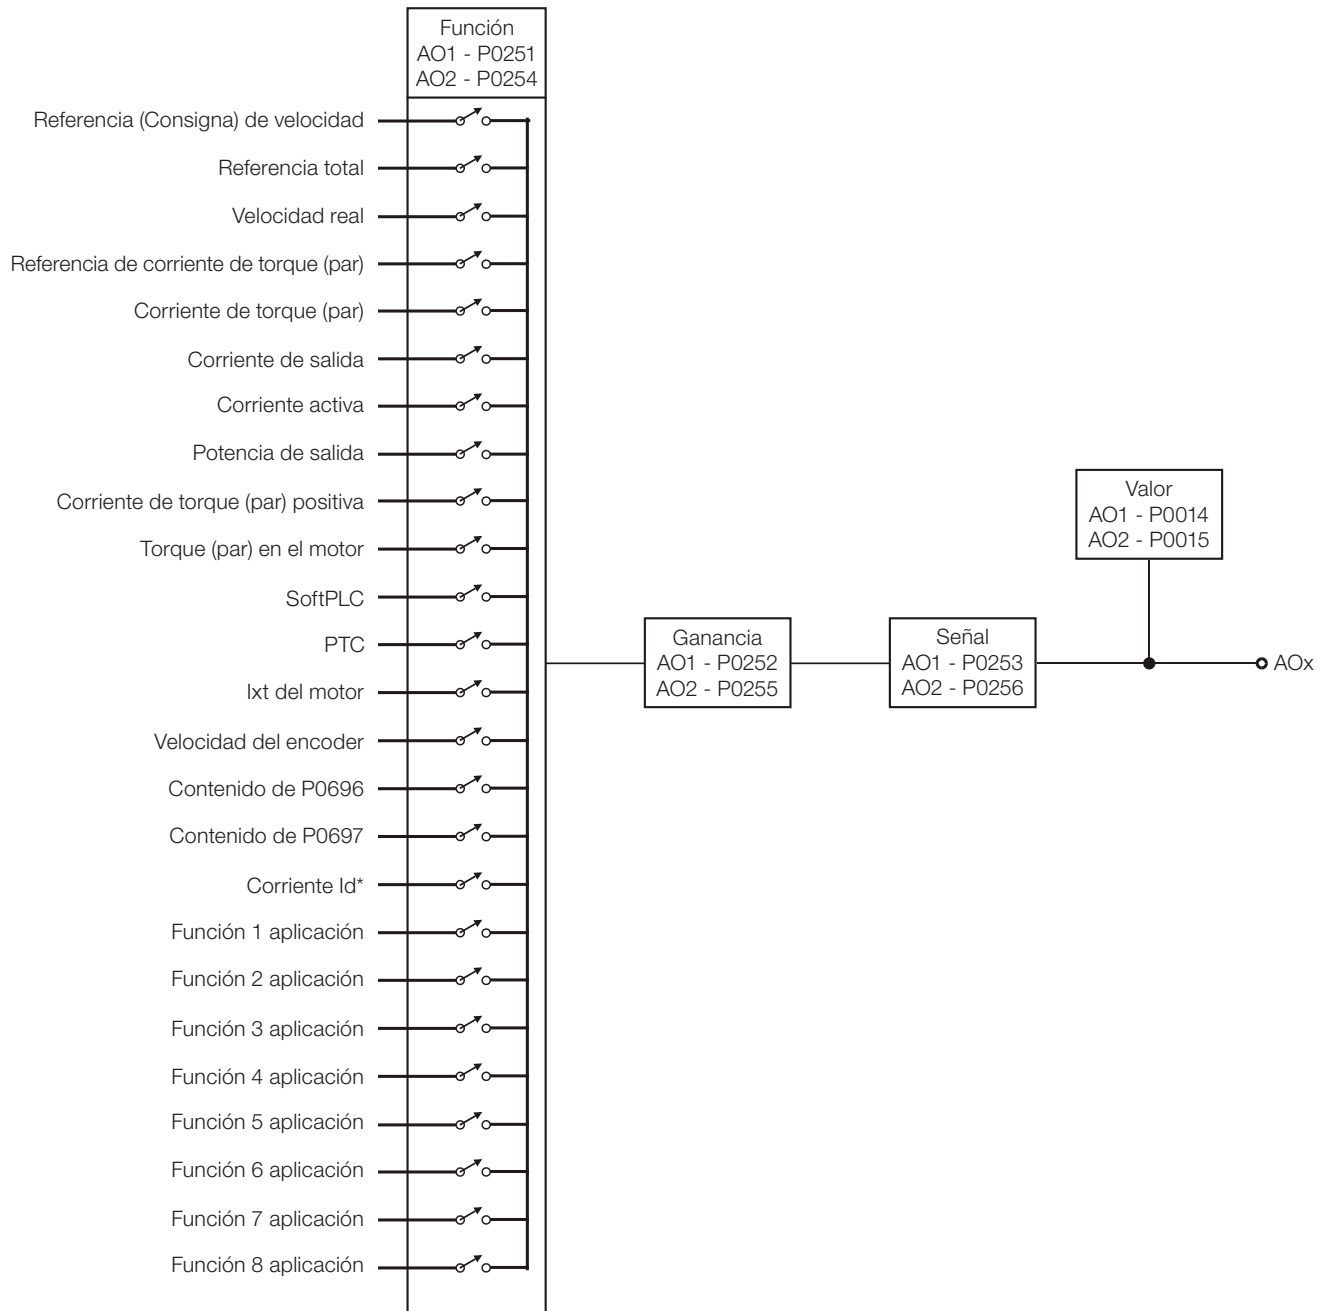 Función
AO1 - P0251
AO2 - P0254
Referencia (Consigna) de velocidad
Referencia total
Velocidad real
Referencia de corriente de torque (par)
Corriente de torque (par)
Corriente de salida
Corriente activa
Potencia de salida
Corriente de torque (par) positiva
Torque (par) en el motor
SoftPLC
PTC
Ixt del motor
Velocidad del encoder
Contenido de P0696
Contenido de P0697
Corriente Id*
Función 1 aplicación
Función 2 aplicación
Función 3 aplicación
Función 4 aplicación
Función 5 aplicación
Función 6 aplicación
Función 7 aplicación
Función 8 aplicación
Ganancia
AO1 - P0252
AO2 - P0255
Señal
AO1 - P0253
AO2 - P0256
Valor
AO1 - P0014
AO2 - P0015
AOx